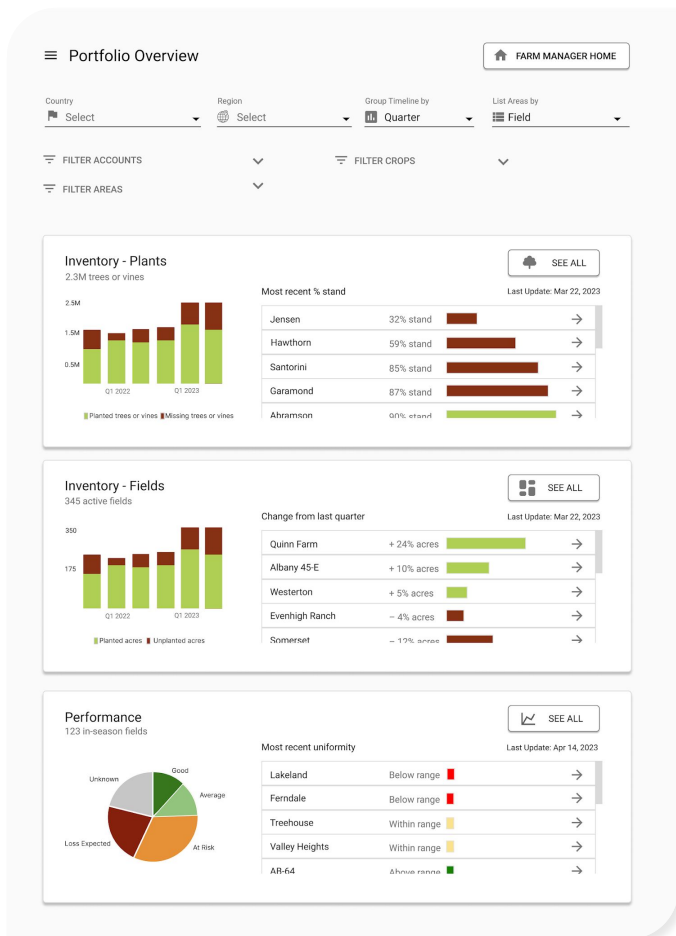 Portfolio Overview
FARM MANAGER HOME
Country
Select
Region
Select
Group Timeline by
Quarter
List Areas by
Field
FILTER ACCOUNTS
FILTER CROPS
FILTER AREAS
Inventory - Plants
2.3M trees or vines
SEE ALL
Most recent % stand
Last Update: Mar 22, 2023
2.5M
1.5M
0.5M
Q1 2022
Q1 2023
Planted trees or vines
Missing trees or vines
Jensen 32% stand
Hawthorn 59% stand
Santorini 85% stand
Garamond 87% stand
Abramson 90% stand
Inventory - Fields
345 active fields
SEE ALL
Change from last quarter
Last Update: Mar 22, 2023
350
175
Q1 2022
Q1 2023
Planted acres
Unplanted acres
Quinn Farm + 24% acres
Albany 45-E + 10% acres
Westerton + 5% acres
Evenhigh Ranch – 4% acres
Somerset – 12% acres
Performance
123 in-season fields
SEE ALL
Most recent uniformity
Last Update: Apr 14, 2023
Good
Unknown
Average
Loss Expected
At Risk
Lakeland Below range
Ferndale Below range
Treehouse Within range
Valley Heights Within range
AB-64 Above range